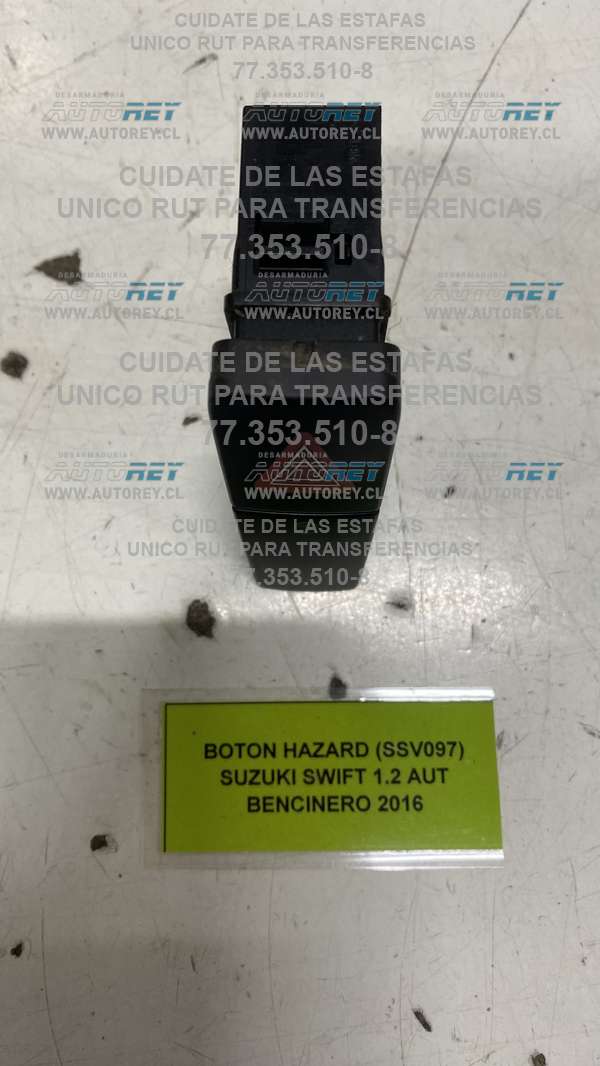 CUIDATE DE LAS ESTAFAS
UNICO RUT PARA TRANSFERENCIAS
77.353.510-8
DESARMADURIA DESARMADURIA DESARMADURIA
AUTOREY AUTOREY AUTOREY
WWW.AUTOREY.CL WWW.AUTOREY.CL WWW.AUTOREY.CL
CUIDATE DE LAS ESTAFAS
UNICO RUT PARA TRANSFERENCIAS
77.353.510-8
DESARMADURIA DESARMADURIA DESARMADURIA
AUTOREY AUTOREY AUTOREY
WWW.AUTOREY.CL WWW.AUTOREY.CL WWW.AUTOREY.CL
CUIDATE DE LAS ESTAFAS
UNICO RUT PARA TRANSFERENCIAS
77.353.510-8
DESARMADURIA DESARMADURIA DESARMADURIA
AUTOREY AUTOREY AUTOREY
WWW.AUTOREY.CL WWW.AUTOREY.CL WWW.AUTOREY.CL
CUIDATE DE LAS ESTAFAS
UNICO RUT PARA TRANSFERENCIAS
77.353.510-8
BOTON HAZARD (SSV097)
SUZUKI SWIFT 1.2 AUT
BENCINERO 2016